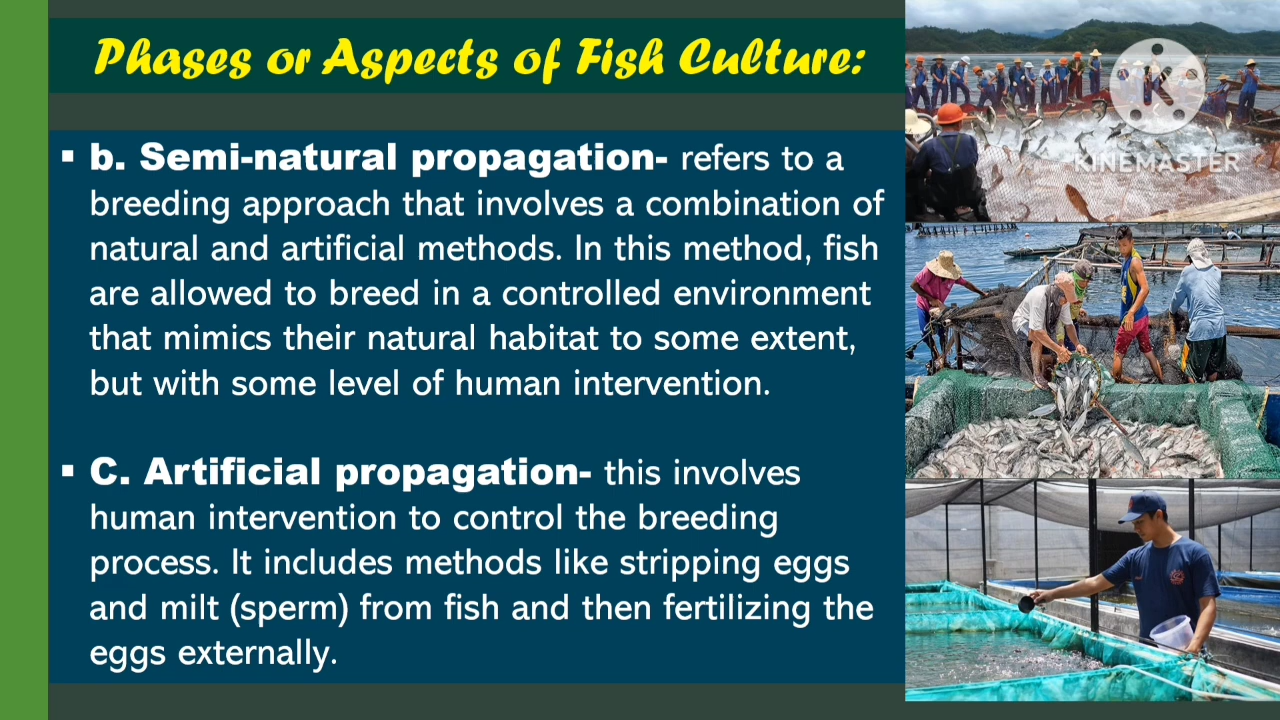 Phases or Aspects of Fish Culture:
▪ b. Semi-natural propagation- refers to a
breeding approach that involves a combination of
natural and artificial methods. In this method, fish
are allowed to breed in a controlled environment
that mimics their natural habitat to some extent,
but with some level of human intervention.
▪ C. Artificial propagation- this involves
human intervention to control the breeding
process. It includes methods like stripping eggs
and milt (sperm) from fish and then fertilizing the
eggs externally.
K
KINEMASTER